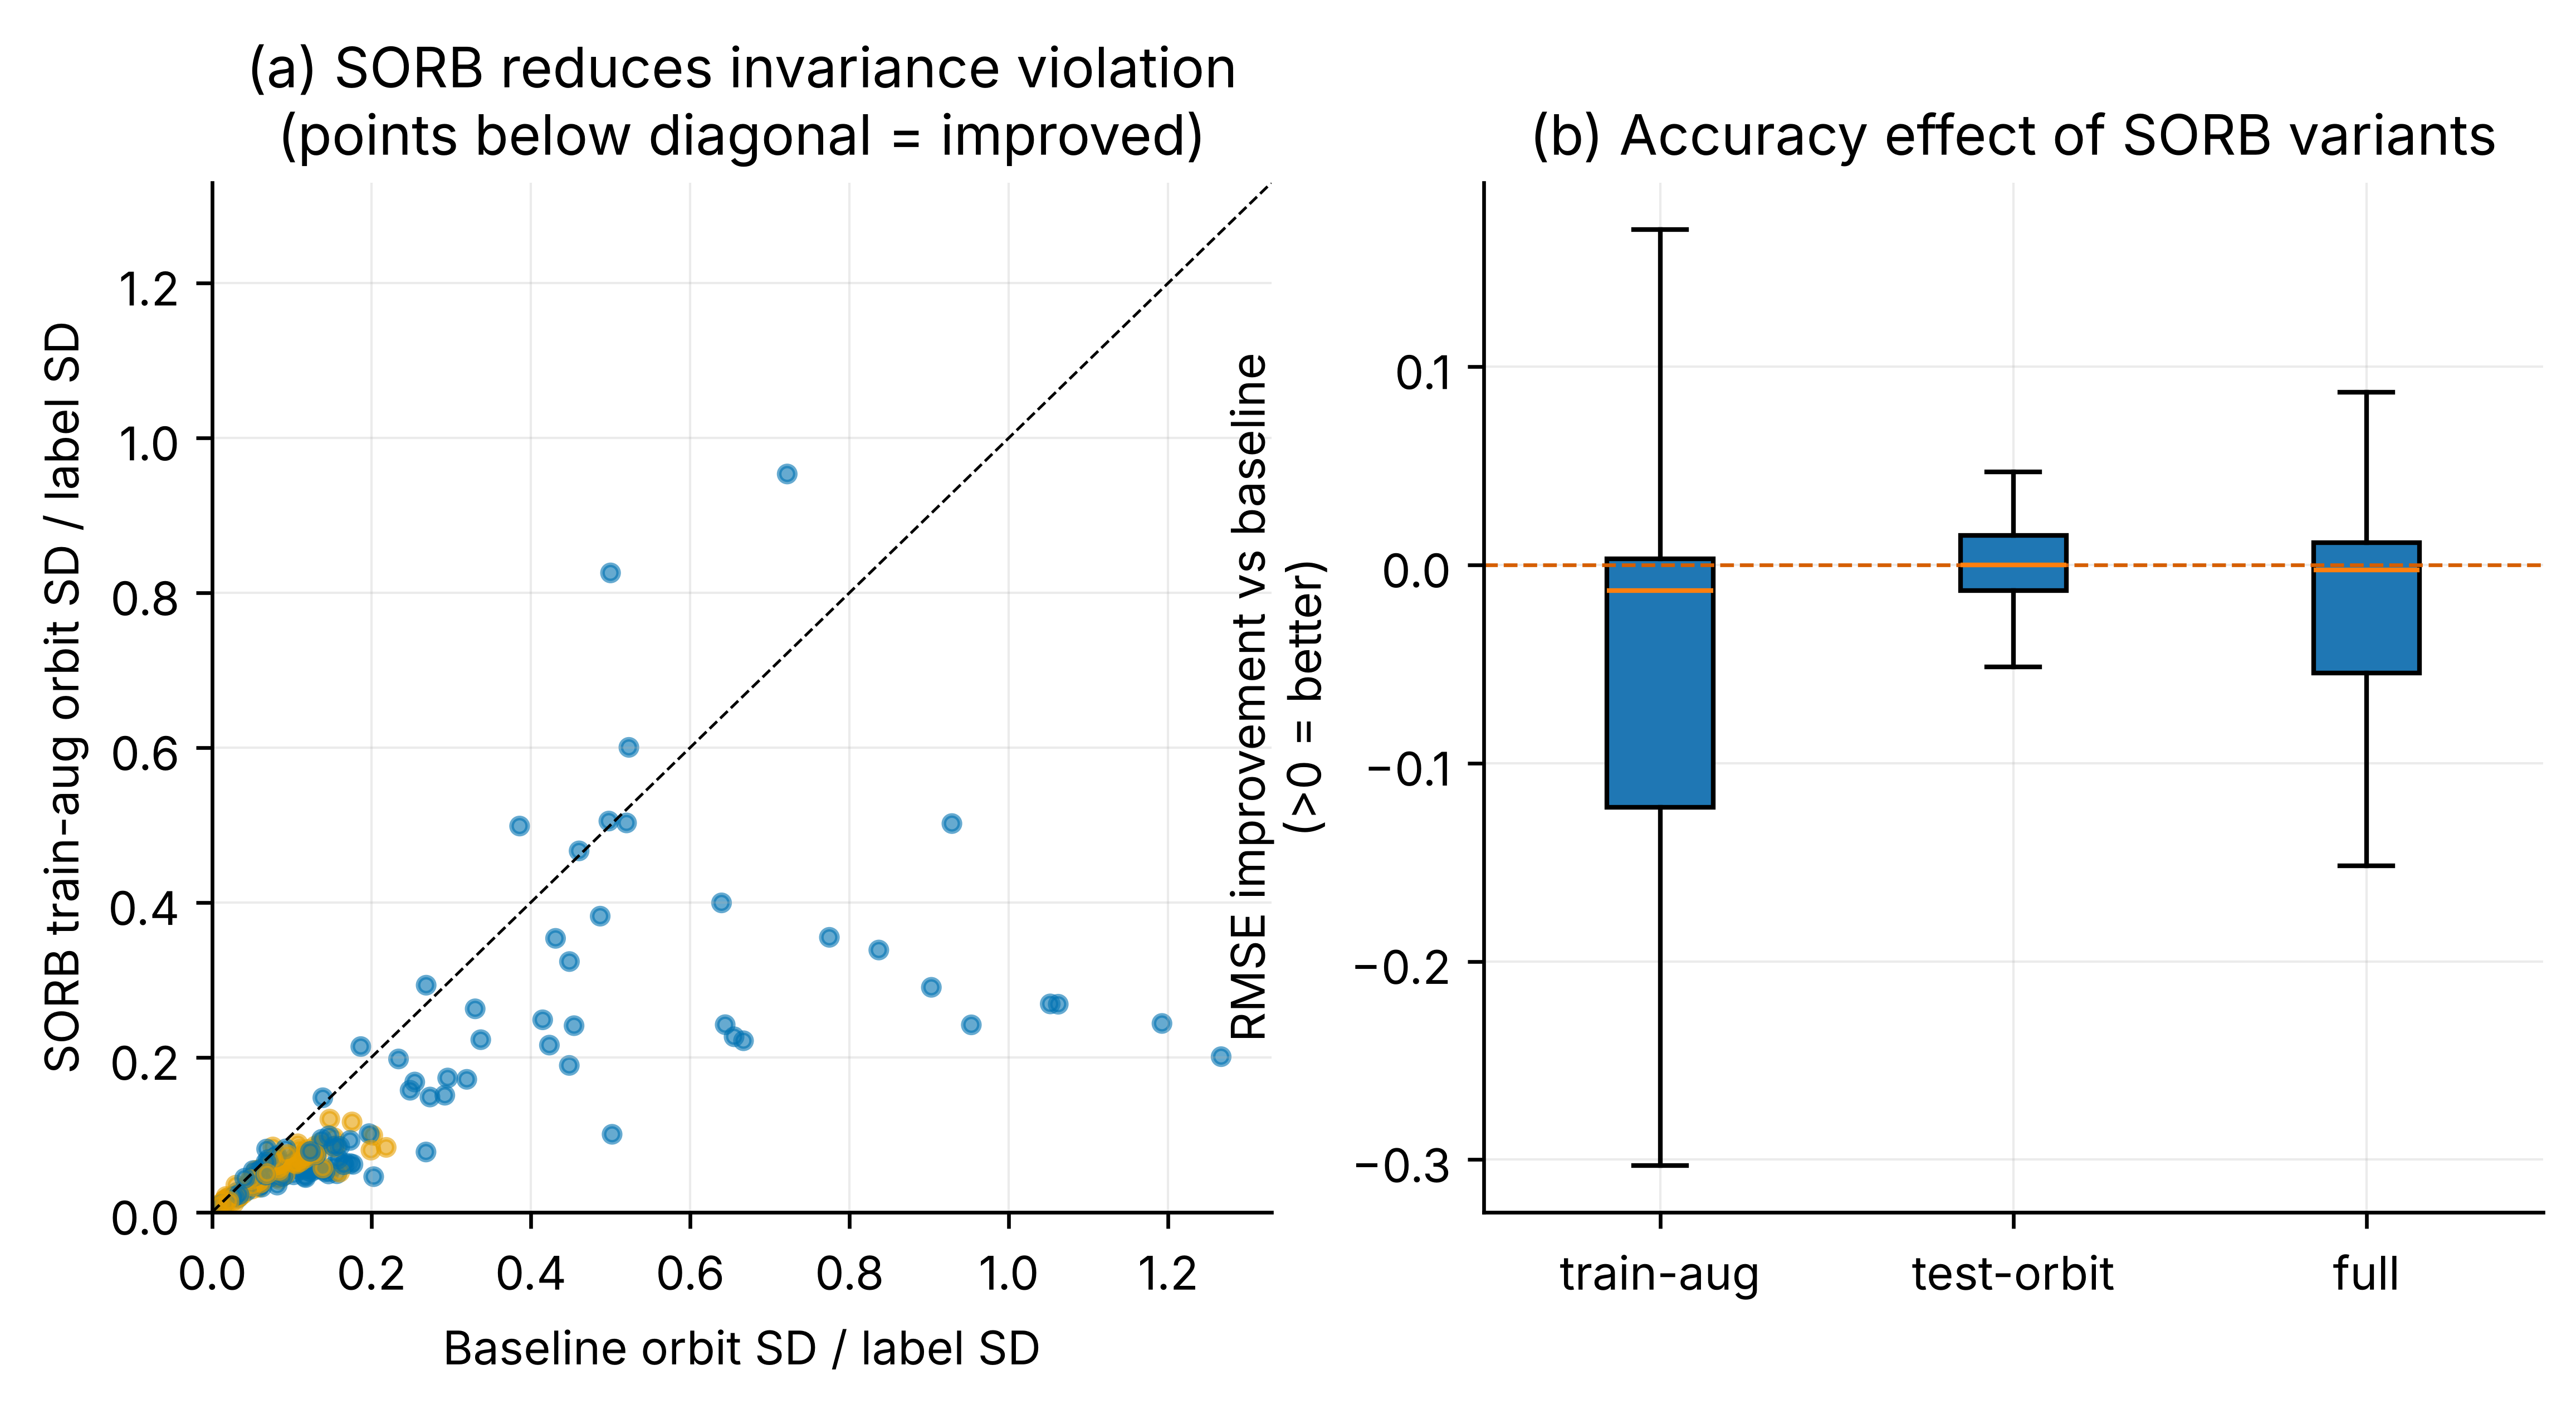 (a) SORB reduces invariance violation
(points below diagonal = improved)
SORB train-aug orbit SD / label SD
1.2
1.0
0.8
0.6
0.4
0.2
0.0
0.0 0.2 0.4 0.6 0.8 1.0 1.2
Baseline orbit SD / label SD
(b) Accuracy effect of SORB variants
RMSE improvement vs baseline
(>0 = better)
0.1
0.0
−0.1
−0.2
−0.3
train-aug test-orbit full